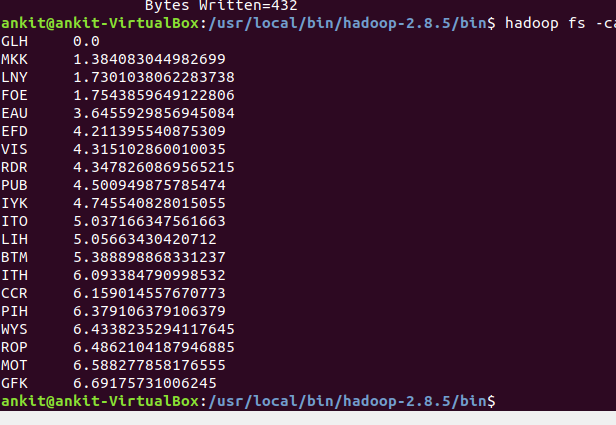 Bytes Written=432
ankit@ankit-VirtualBox:/usr/local/bin/hadoop-2.8.5/bin$ hadoop fs -ca
GLH 0.0
MKK 1.384083044982699
LNY 1.7301038062283738
FOE 1.7543859649122806
EAU 3.6455929856945084
EFD 4.211395540875309
VIS 4.315102860010035
RDR 4.3478260869565215
PUB 4.500949875785474
IYK 4.745540828015055
ITO 5.037166347561663
LIH 5.05663430420712
BTM 5.388898868331237
ITH 6.093384790998532
CCR 6.159014557670773
PIH 6.379106379106379
WYS 6.4338235294117645
ROP 6.4862104187946885
MOT 6.588277858176555
GFK 6.69175731006245
ankit@ankit-VirtualBox:/usr/local/bin/hadoop-2.8.5/bin$